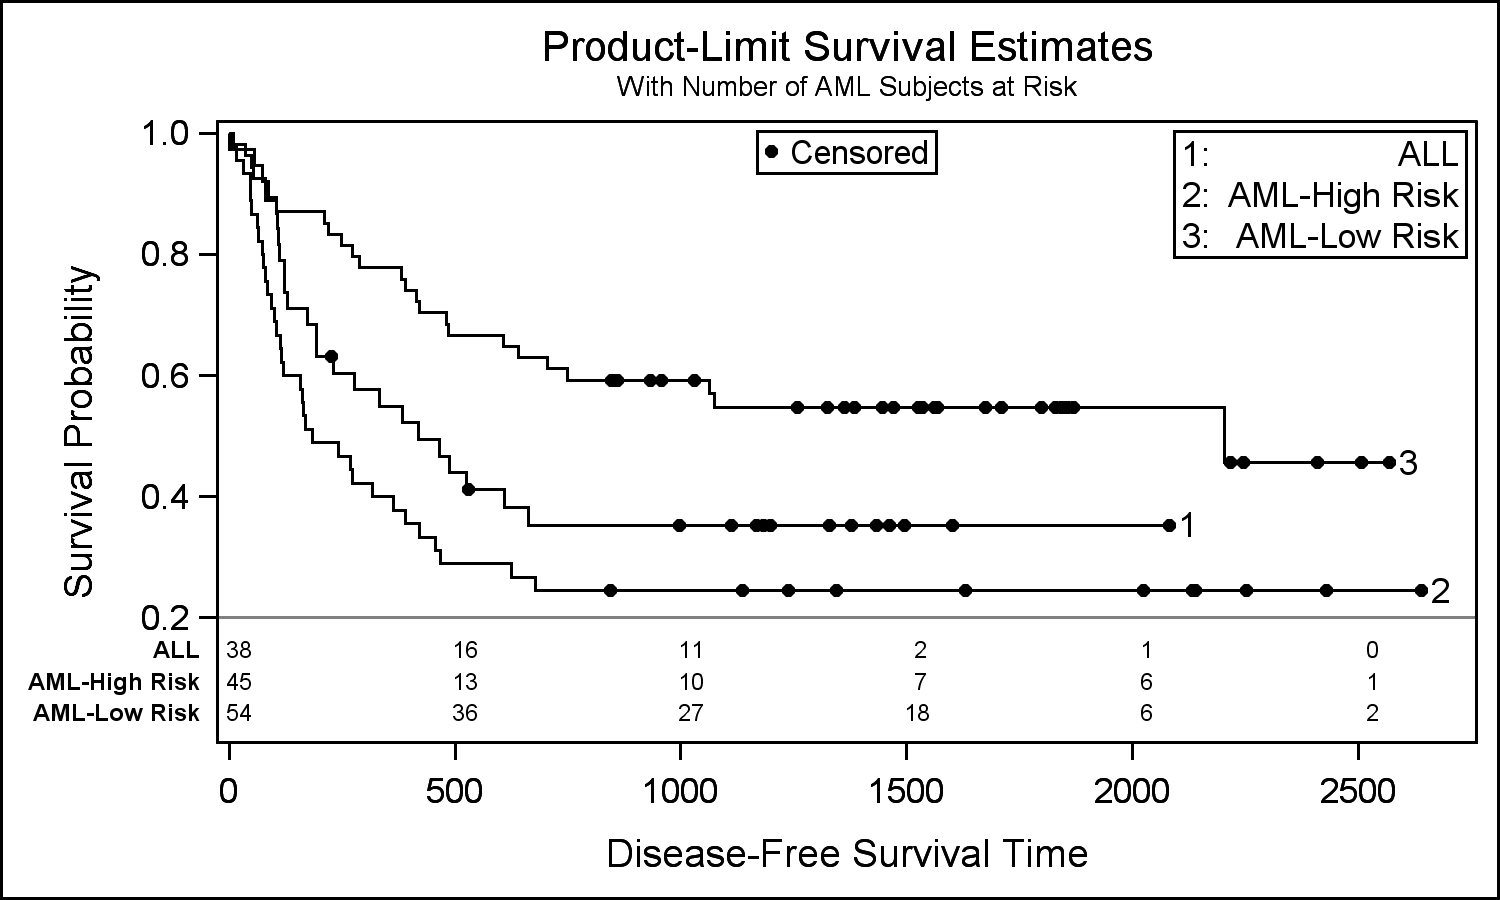 Product-Limit Survival Estimates
With Number of AML Subjects at Risk
Censored
1: ALL
2: AML-High Risk
3: AML-Low Risk
Survival Probability
1.0
0.8
0.6
0.4
0.2
3
1
2
ALL 38 16 11 2 1 0
AML-High Risk 45 13 10 7 6 1
AML-Low Risk 54 36 27 18 6 2
0 500 1000 1500 2000 2500
Disease-Free Survival Time